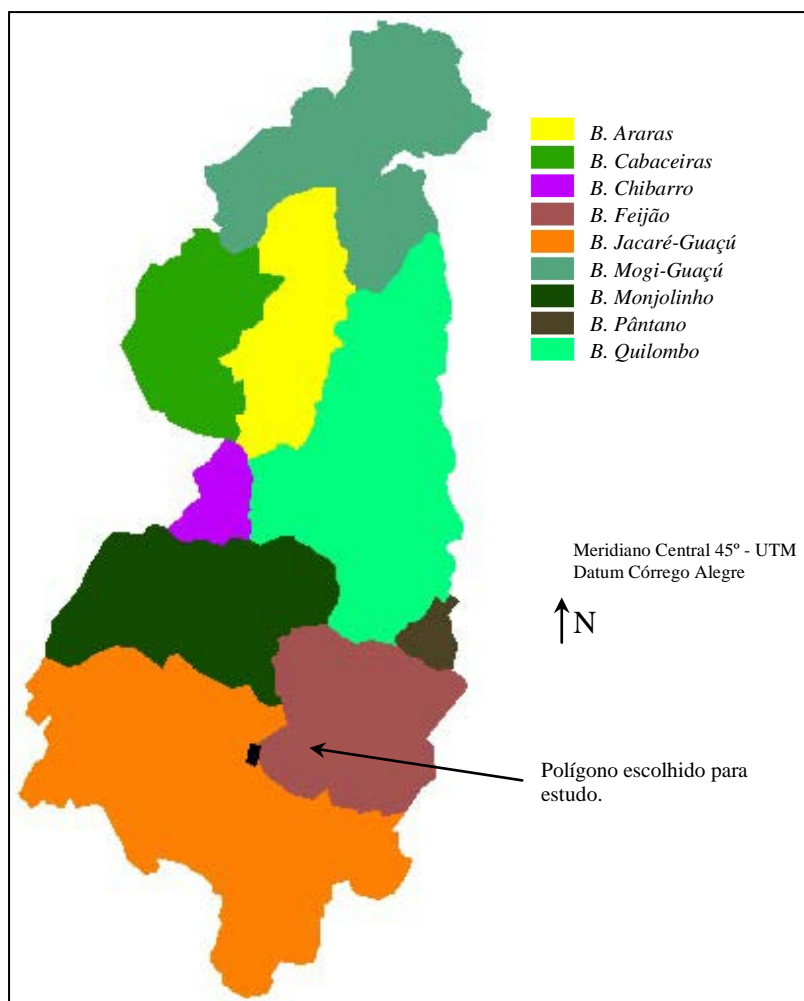 B. Araras
B. Cabaceiras
B. Chibarro
B. Feijão
B. Jacaré-Guaçú
B. Mogi-Guaçú
B. Monjolinho
B. Pântano
B. Quilombo
Meridiano Central 45º - UTM
Datum Córrego Alegre
N
Polígono escolhido para
estudo.